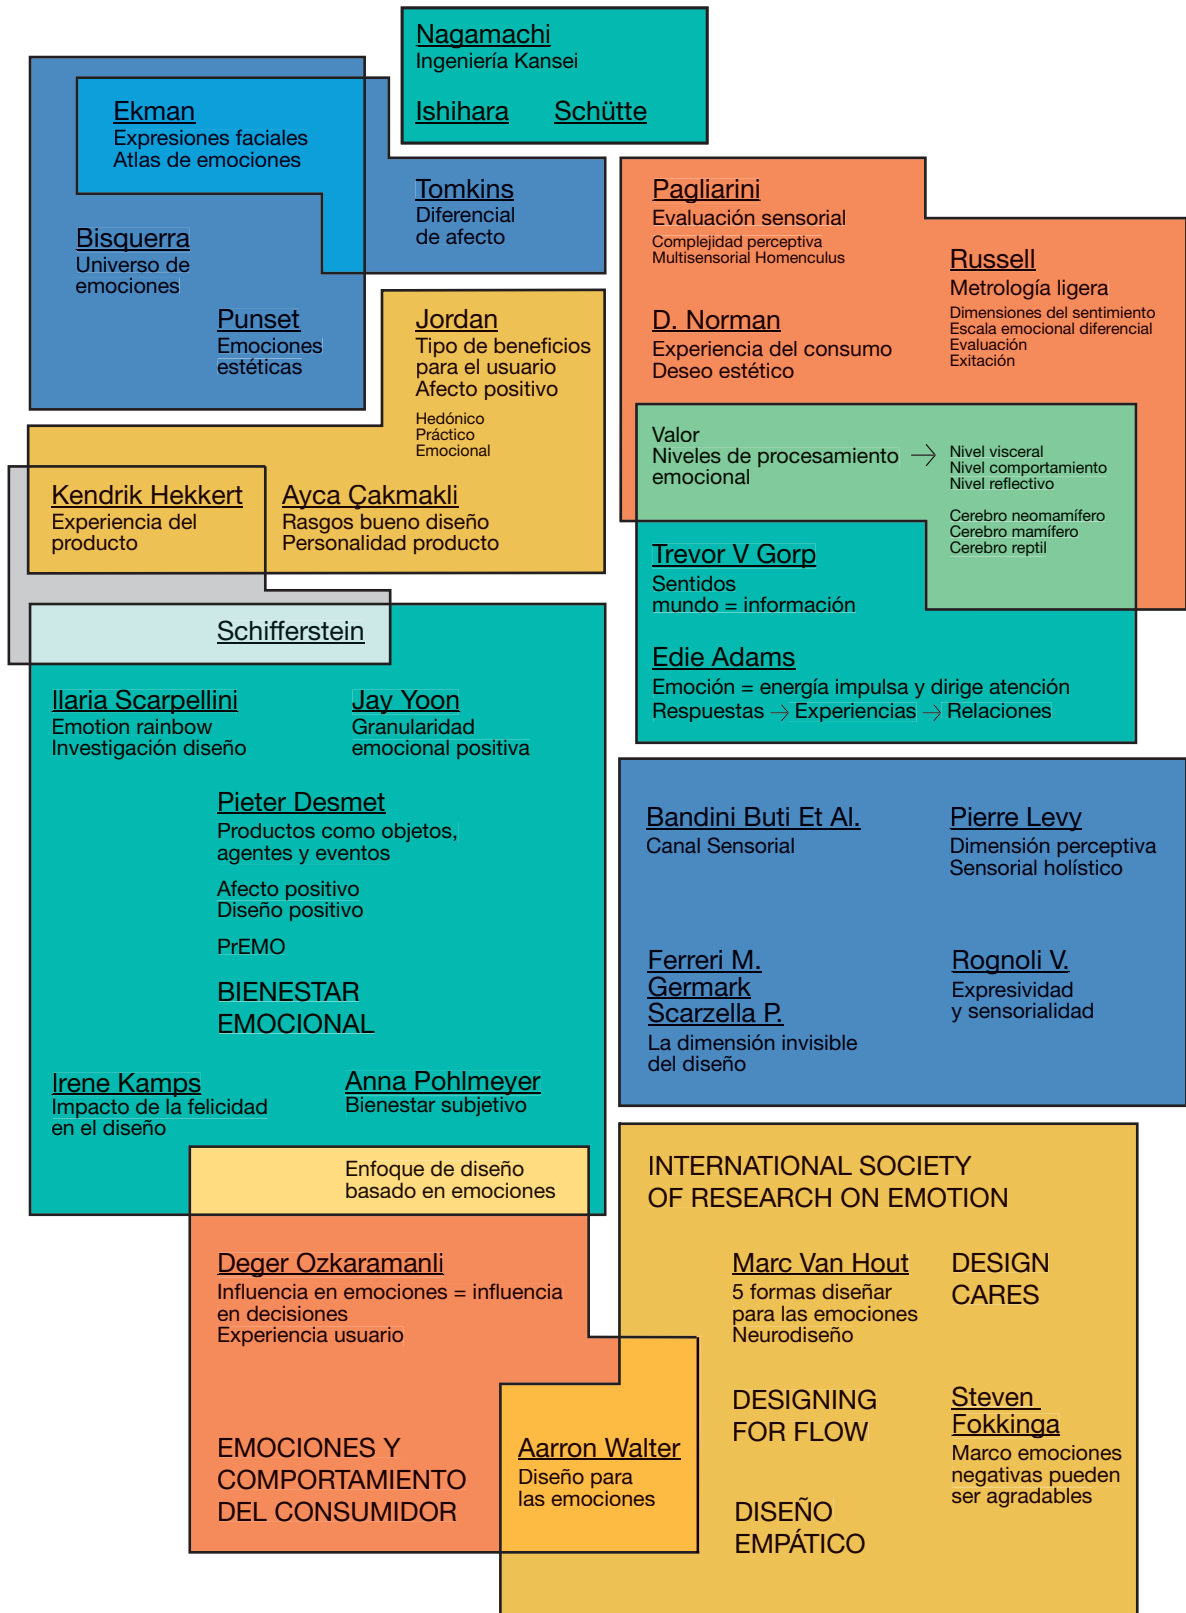 Nagamachi
Ingeniería Kansei
Ishihara Schütte
Ekman
Expresiones faciales
Atlas de emociones
Tomkins
Diferencial
de afecto
Bisquerra
Universo de
emociones
Punset
Emociones
estéticas
Pagliarini
Evaluación sensorial
Complejidad perceptiva
Multisensorial Homenculus
Russell
Metrología ligera
Dimensiones del sentimiento
Escala emocional diferencial
Evaluación
Exitación
D. Norman
Experiencia del consumo
Deseo estético
Jordan
Tipo de beneficios
para el usuario
Afecto positivo
Hedónico
Práctico
Emocional
Valor
Niveles de procesamiento →
emocional
Nivel visceral
Nivel comportamiento
Nivel reflectivo
Cerebro neomamífero
Cerebro mamífero
Cerebro reptil
Kendrik Hekkert
Experiencia del
producto
Ayca Çakmakli
Rasgos bueno diseño
Personalidad producto
Trevor V Gorp
Sentidos
mundo = información
Edie Adams
Emoción = energía impulsa y dirige atención
Respuestas → Experiencias → Relaciones
Schifferstein
Ilaria Scarpellini
Emotion rainbow
Investigación diseño
Jay Yoon
Granularidad
emocional positiva
Pieter Desmet
Productos como objetos,
agentes y eventos
Afecto positivo
Diseño positivo
PrEMO
BIENESTAR
EMOCIONAL
Irene Kamps
Impacto de la felicidad
en el diseño
Anna Pohlmeyer
Bienestar subjetivo
Bandini Buti Et Al.
Canal Sensorial
Pierre Levy
Dimensión perceptiva
Sensorial holístico
Ferreri M.
Germark
Scarzella P.
La dimensión invisible
del diseño
Rognoli V.
Expresividad
y sensorialidad
Enfoque de diseño
basado en emociones
Deger Ozkaramanli
Influencia en emociones = influencia
en decisiones
Experiencia usuario
EMOCIONES Y
COMPORTAMIENTO
DEL CONSUMIDOR
Aarron Walter
Diseño para
las emociones
INTERNATIONAL SOCIETY
OF RESEARCH ON EMOTION
Marc Van Hout
5 formas diseñar
para las emociones
Neurodiseño
DESIGN
CARES
DESIGNING
FOR FLOW
Steven
Fokkinga
Marco emociones
negativas pueden
ser agradables
DISEÑO
EMPÁTICO